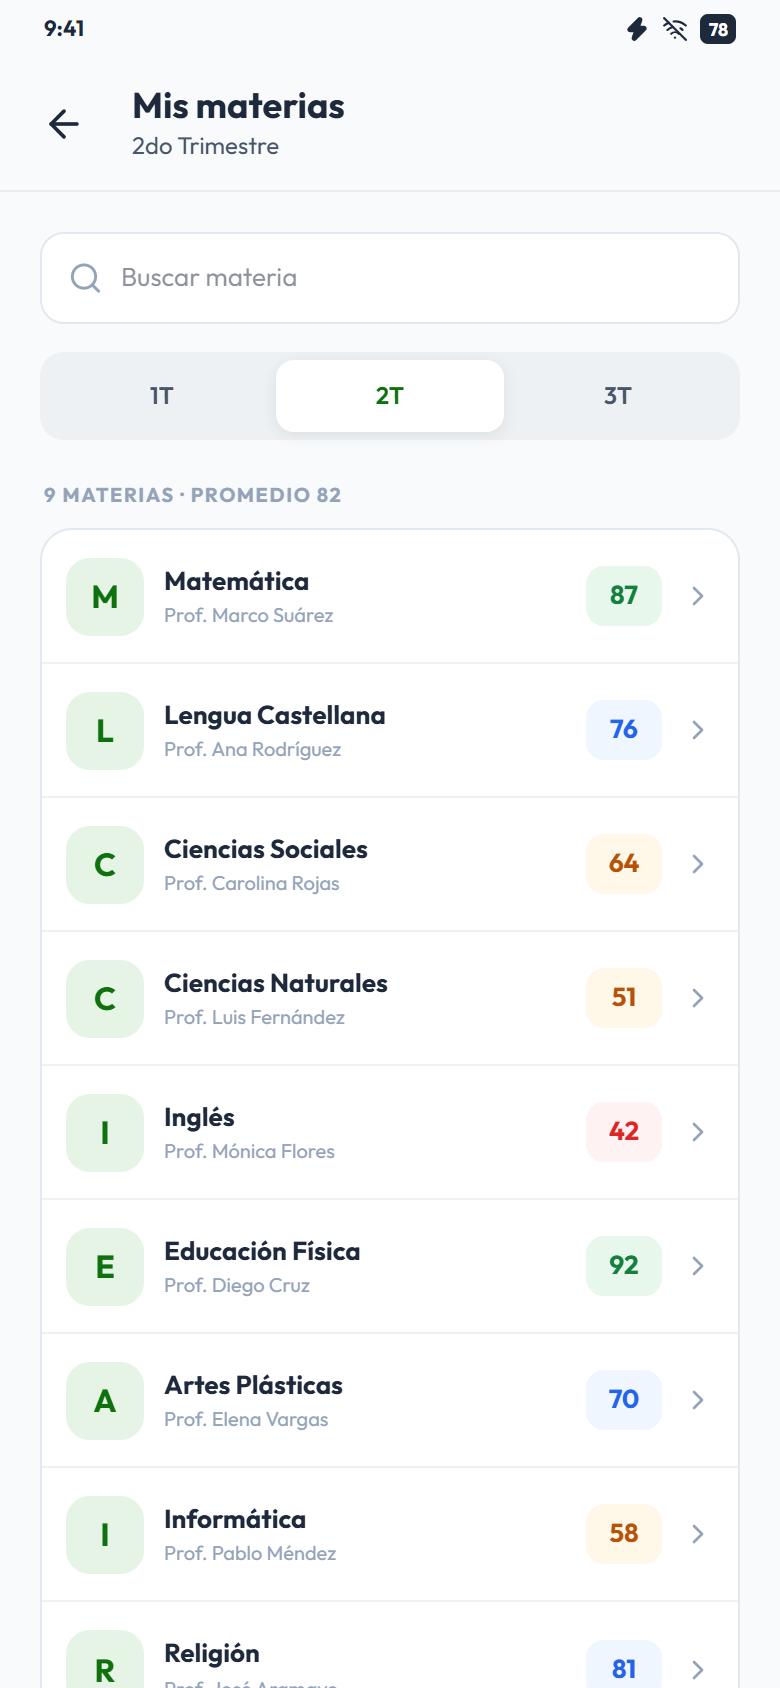 9:41
78
Mis materias
2do Trimestre
Buscar materia
1T
2T
3T
9 MATERIAS · PROMEDIO 82
M
Matemática
Prof. Marco Suárez
87
L
Lengua Castellana
Prof. Ana Rodríguez
76
C
Ciencias Sociales
Prof. Carolina Rojas
64
C
Ciencias Naturales
Prof. Luis Fernández
51
I
Inglés
Prof. Mónica Flores
42
E
Educación Física
Prof. Diego Cruz
92
A
Artes Plásticas
Prof. Elena Vargas
70
I
Informática
Prof. Pablo Méndez
58
R
Religión
Prof. José Aramayo
81